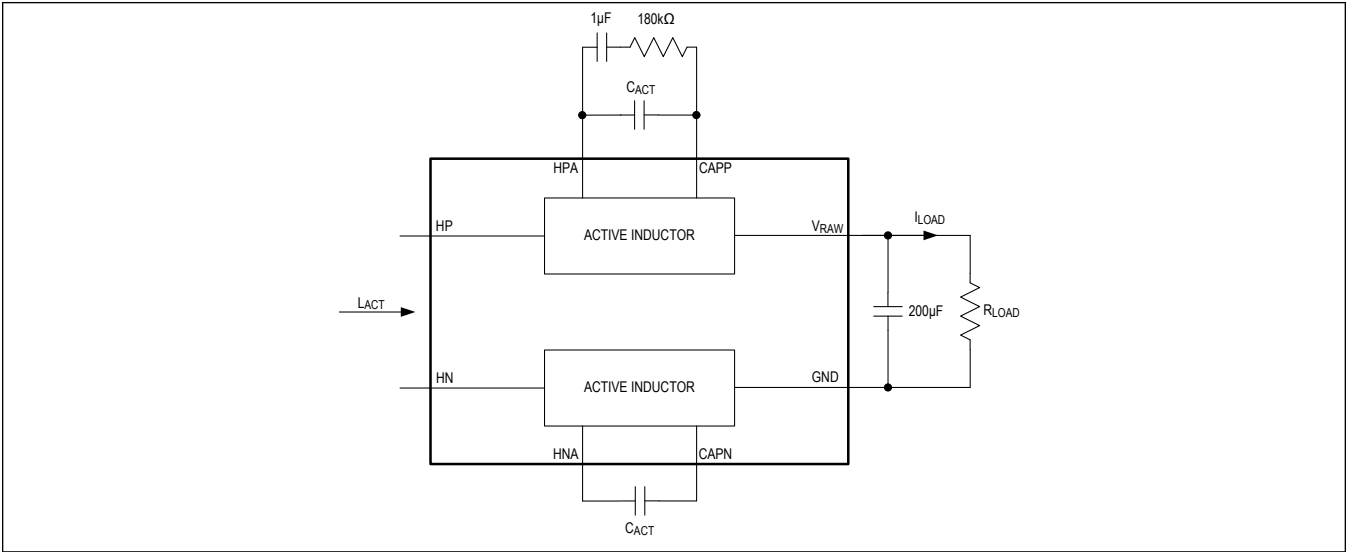 1µF
180kΩ
CACT
HPA
CAPP
HP
ACTIVE INDUCTOR
VRAW
ILOAD
LACT
200µF
RLOAD
HN
ACTIVE INDUCTOR
GND
HNA
CAPN
CACT